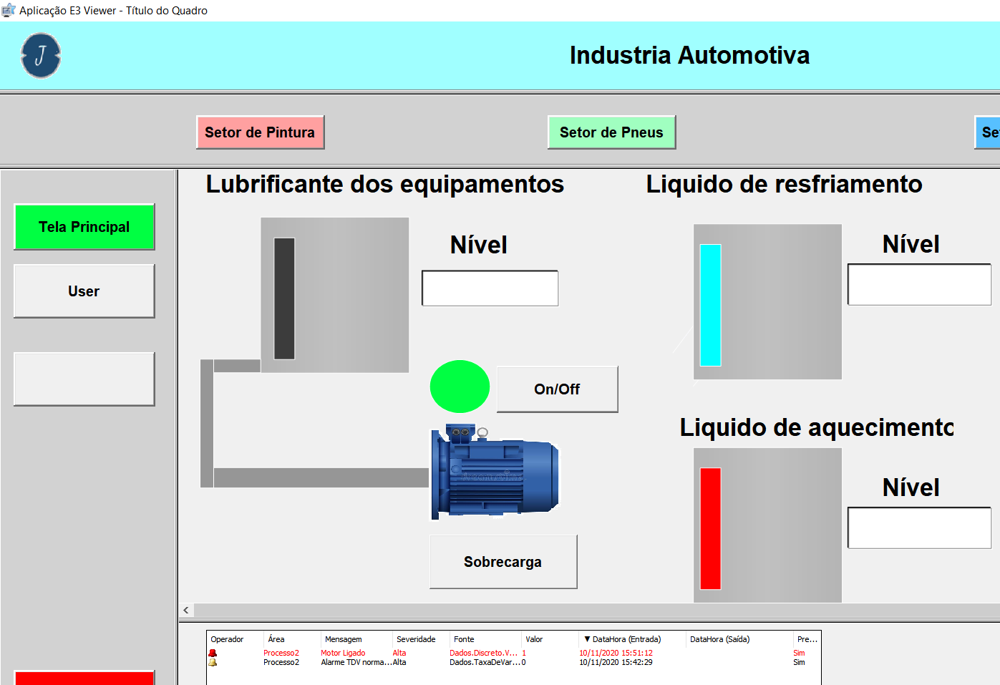 Aplicação E3 Viewer - Título do Quadro
J
Industria Automotiva
Setor de Pintura
Setor de Pneus
Se
Lubrificante dos equipamentos
Liquido de resfriamento
Tela Principal
Nível
Nível
User
On/Off
Liquido de aquecimento
Nível
Sobrecarga
Operador Área Mensagem Severidade Fonte Valor ▼ DataHora (Entrada) DataHora (Saída) Pre...
Processo2 Motor Ligado Alta Dados.Discreto.V... 1 10/11/2020 15:51:12 Sim
Processo2 Alarme TDV norma... Alta Dados.TaxaDeVar... 0 10/11/2020 15:42:29 Sim